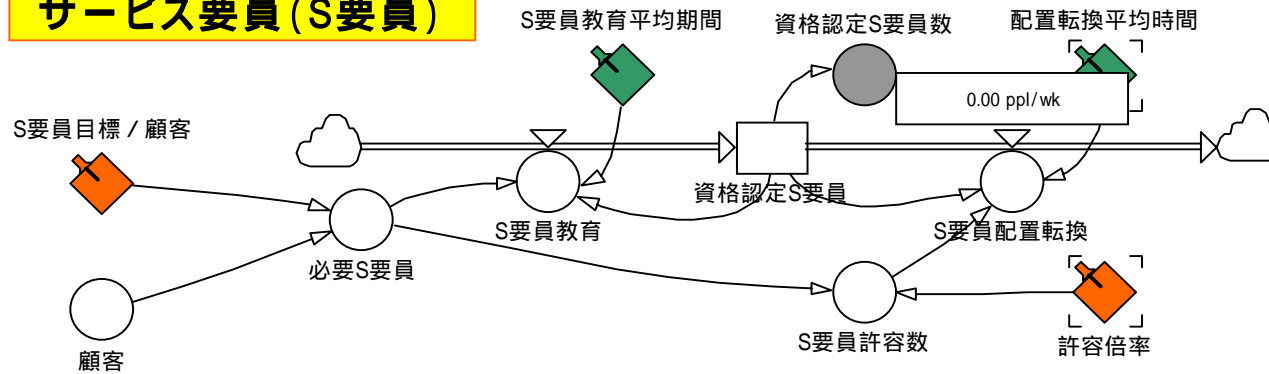 サービス要員(S要員)
S要員教育平均期間
資格認定S要員数
配置転換平均時間
0.00 ppl/wk
S要員目標 / 顧客
資格認定S要員
S要員教育
S要員配置転換
必要S要員
S要員許容数
許容倍率
顧客